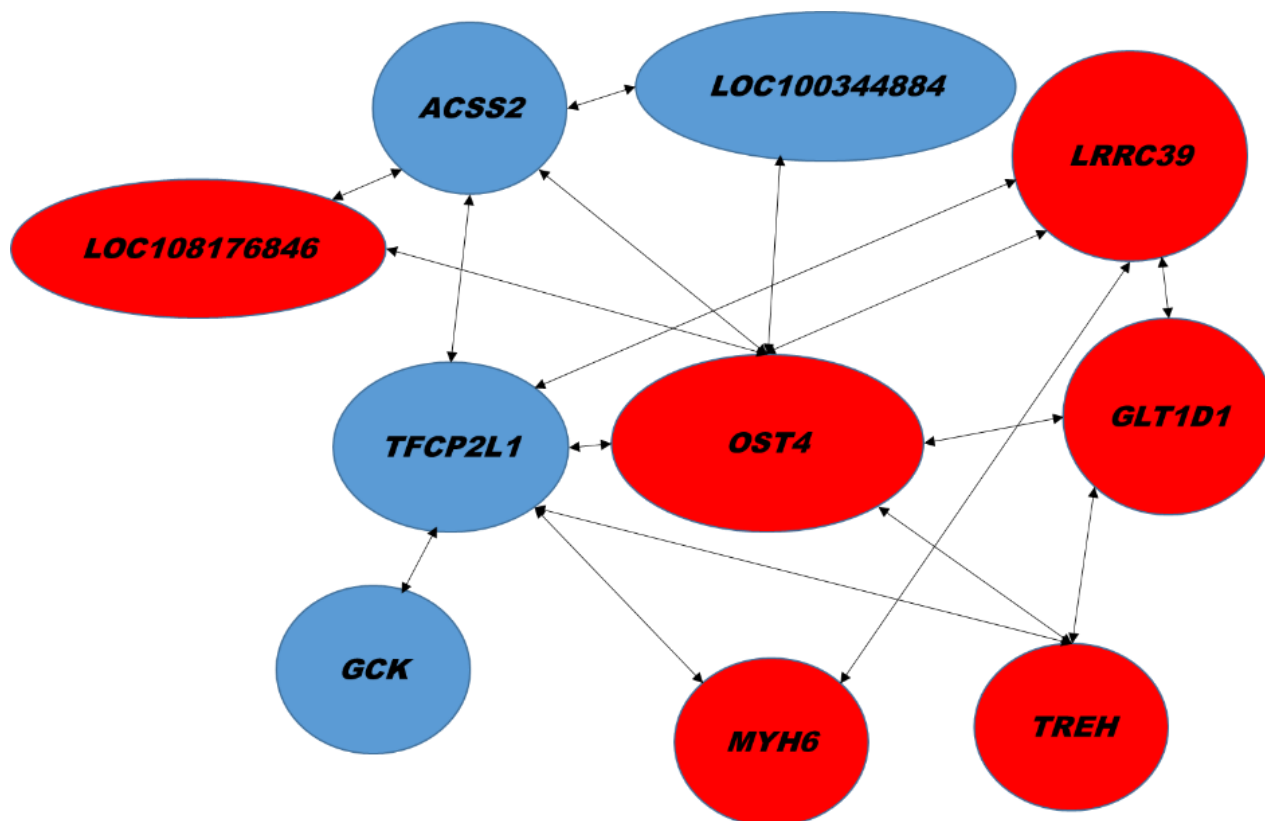 LOC100344884
ACSS2
LRRC39
LOC108176846
GLT1D1
TFCP2L1
OST4
GCK
MYH6
TREH